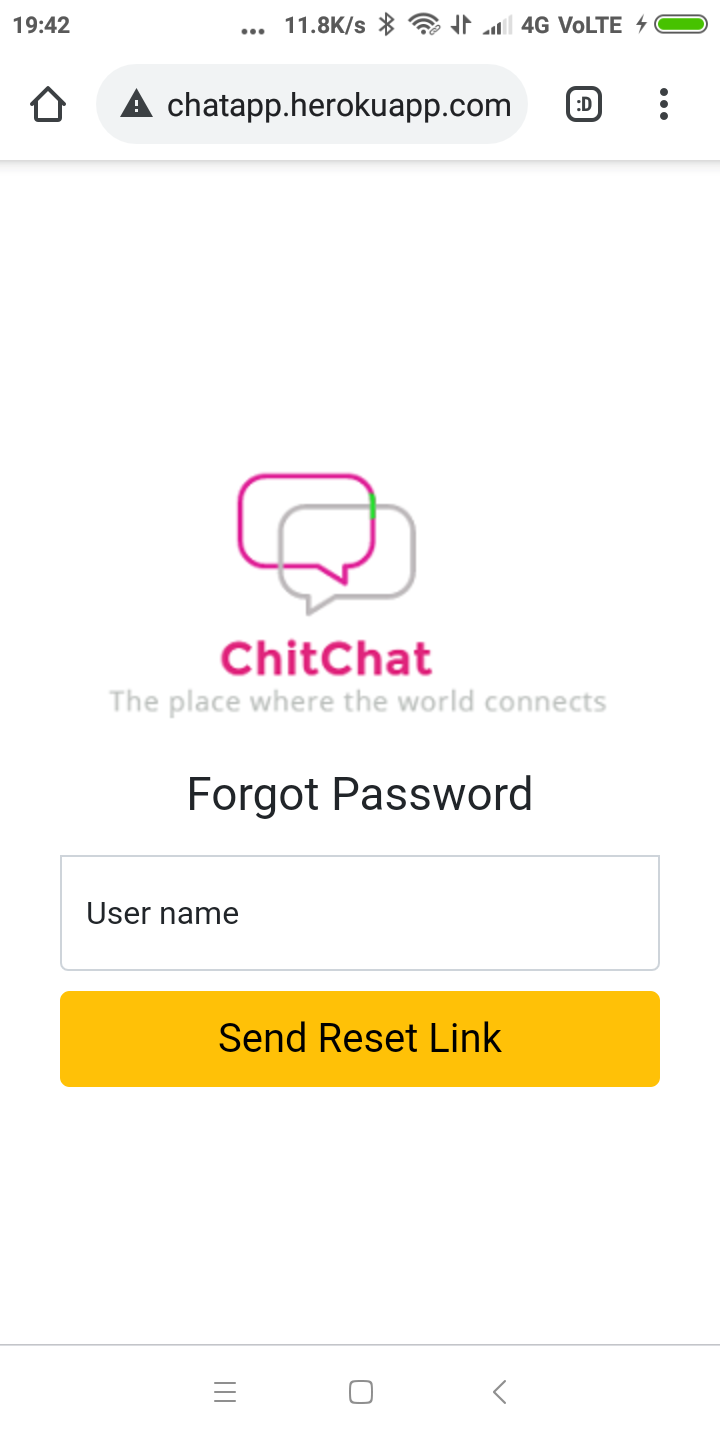 19:42 ... 11.8K/s 4G VoLTE
chatapp.herokuapp.com :D
ChitChat
The place where the world connects
Forgot Password
User name
Send Reset Link